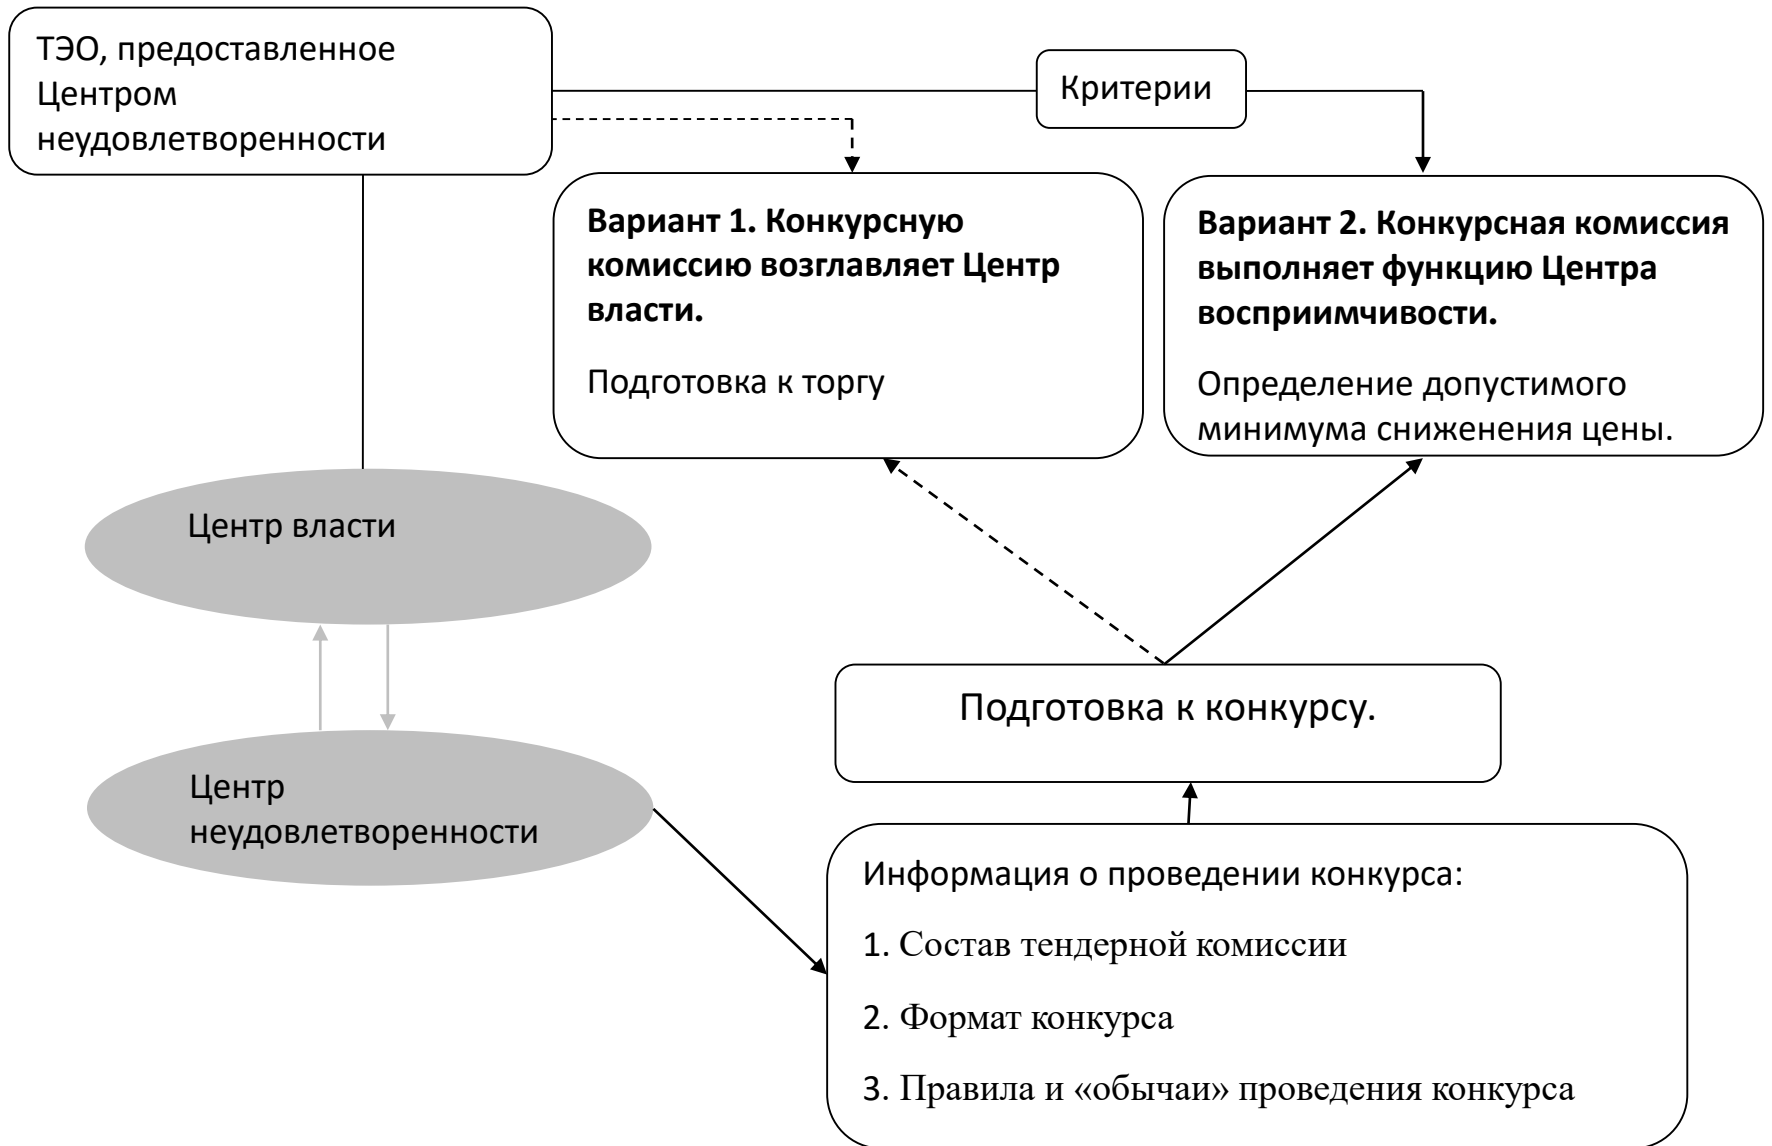 ТЭО, предоставленное
Центром
неудовлетворенности
Критерии
Вариант 1. Конкурсную
комиссию возглавляет Центр
власти.
Подготовка к торгу
Вариант 2. Конкурсная комиссия
выполняет функцию Центра
восприимчивости.
Определение допустимого
минимума сниженения цены.
Центр власти
Центр
неудовлетворенности
Подготовка к конкурсу.
Информация о проведении конкурса:
1. Состав тендерной комиссии
2. Формат конкурса
3. Правила и «обычаи» проведения конкурса